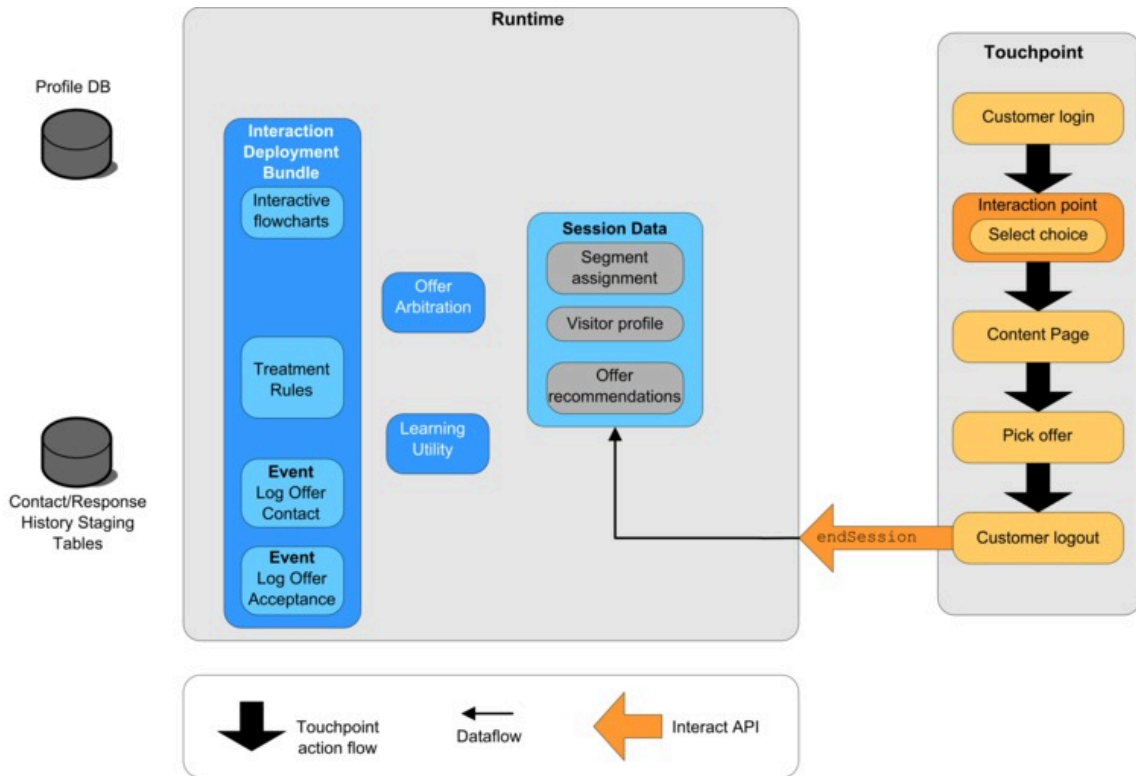 Runtime
Touchpoint
Profile DB
Customer login
Interaction
Deployment
Bundle
Interactive
flowcharts
Interaction point
Select choice
Session Data
Segment
assignment
Offer
Arbitration
Visitor profile
Content Page
Treatment
Rules
Offer
recommendations
Learning
Utility
Pick offer
Event
Log Offer
Contact
Contact/Response
History Staging
Tables
endSession
Customer logout
Event
Log Offer
Acceptance
Touchpoint
action flow
Dataflow
Interact API